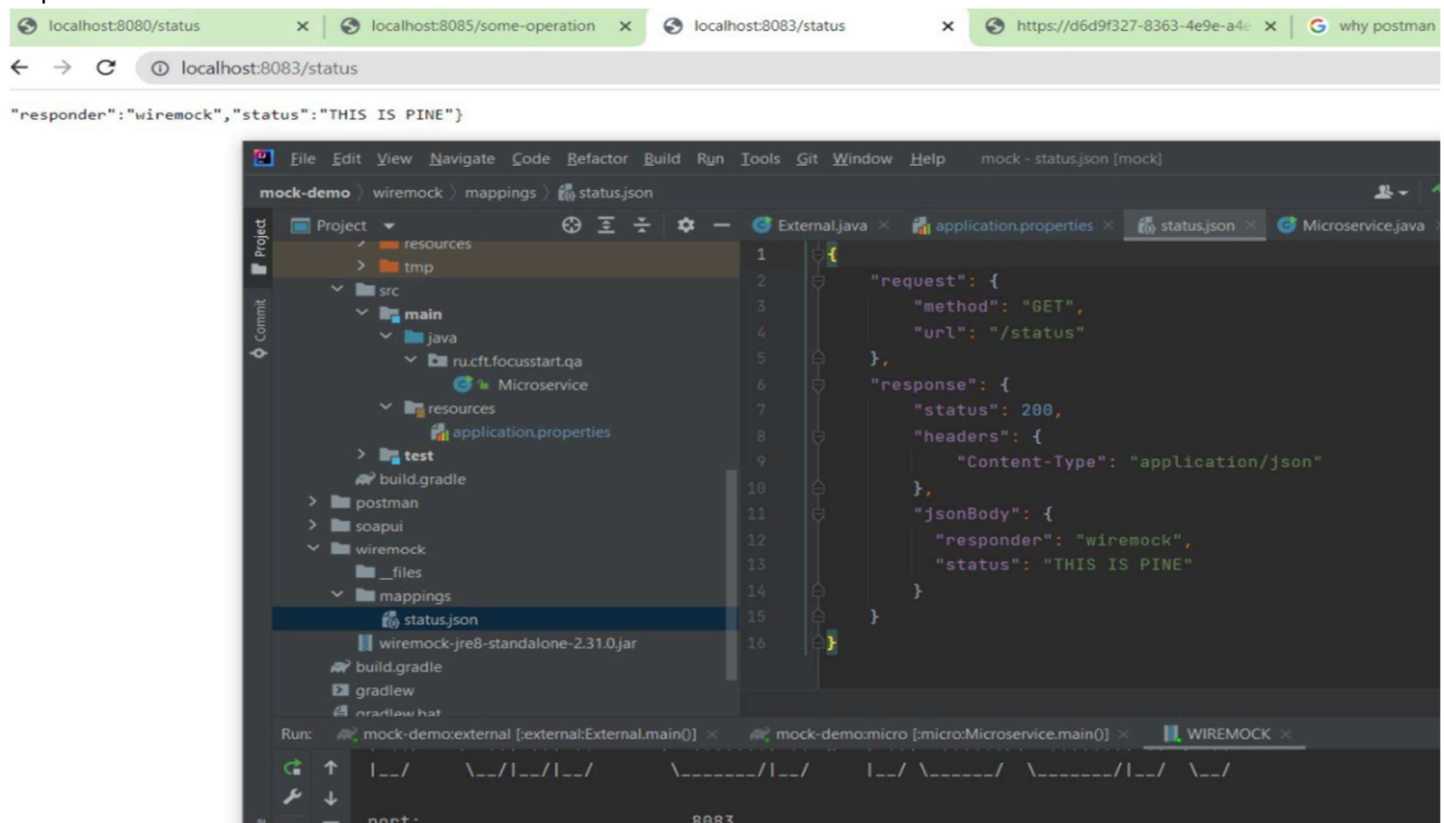 localhost:8080/status
localhost:8085/some-operation
localhost:8083/status
https://d6d9f327-8363-4e9e-a4e
why postman
localhost:8083/status
"responder":"wiremock","status":"THIS IS PINE"}
File Edit View Navigate Code Refactor Build Run Tools Git Window Help mock - status.json [mock]
mock-demo wiremock mappings status.json
Project
Commit
Project
External.java
application.properties
status.json
Microservice.java
resources
tmp
src
main
java
ru.cft.focusstart.qa
Microservice
resources
application.properties
test
build.gradle
postman
soapui
wiremock
__files
mappings
status.json
wiremock-jre8-standalone-2.31.0.jar
build.gradle
gradlew
gradlew.bat
1 {
2 "request": {
3 "method": "GET",
4 "url": "/status"
5 },
6 "response": {
7 "status": 200,
8 "headers": {
9 "Content-Type": "application/json"
10 },
11 "jsonBody": {
12 "responder": "wiremock",
13 "status": "THIS IS PINE"
14 }
15 }
16 }
Run: mock-demo:external [:external:External.main()] mock-demo:micro [:micro:Microservice.main()] WIREMOCK
port: 8083